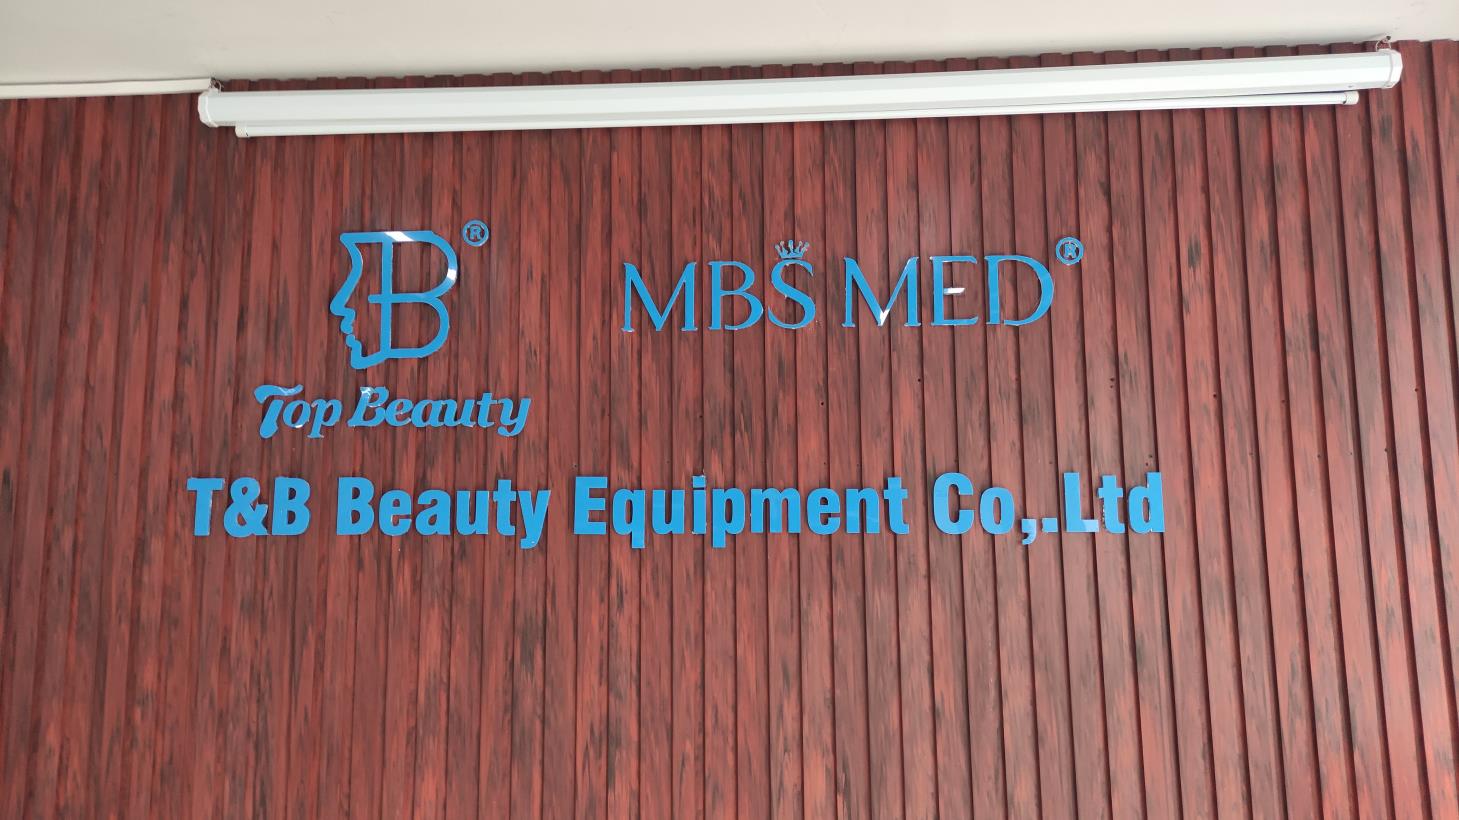 B®
MBS MED®
Top Beauty
T&B Beauty Equipment Co,.Ltd